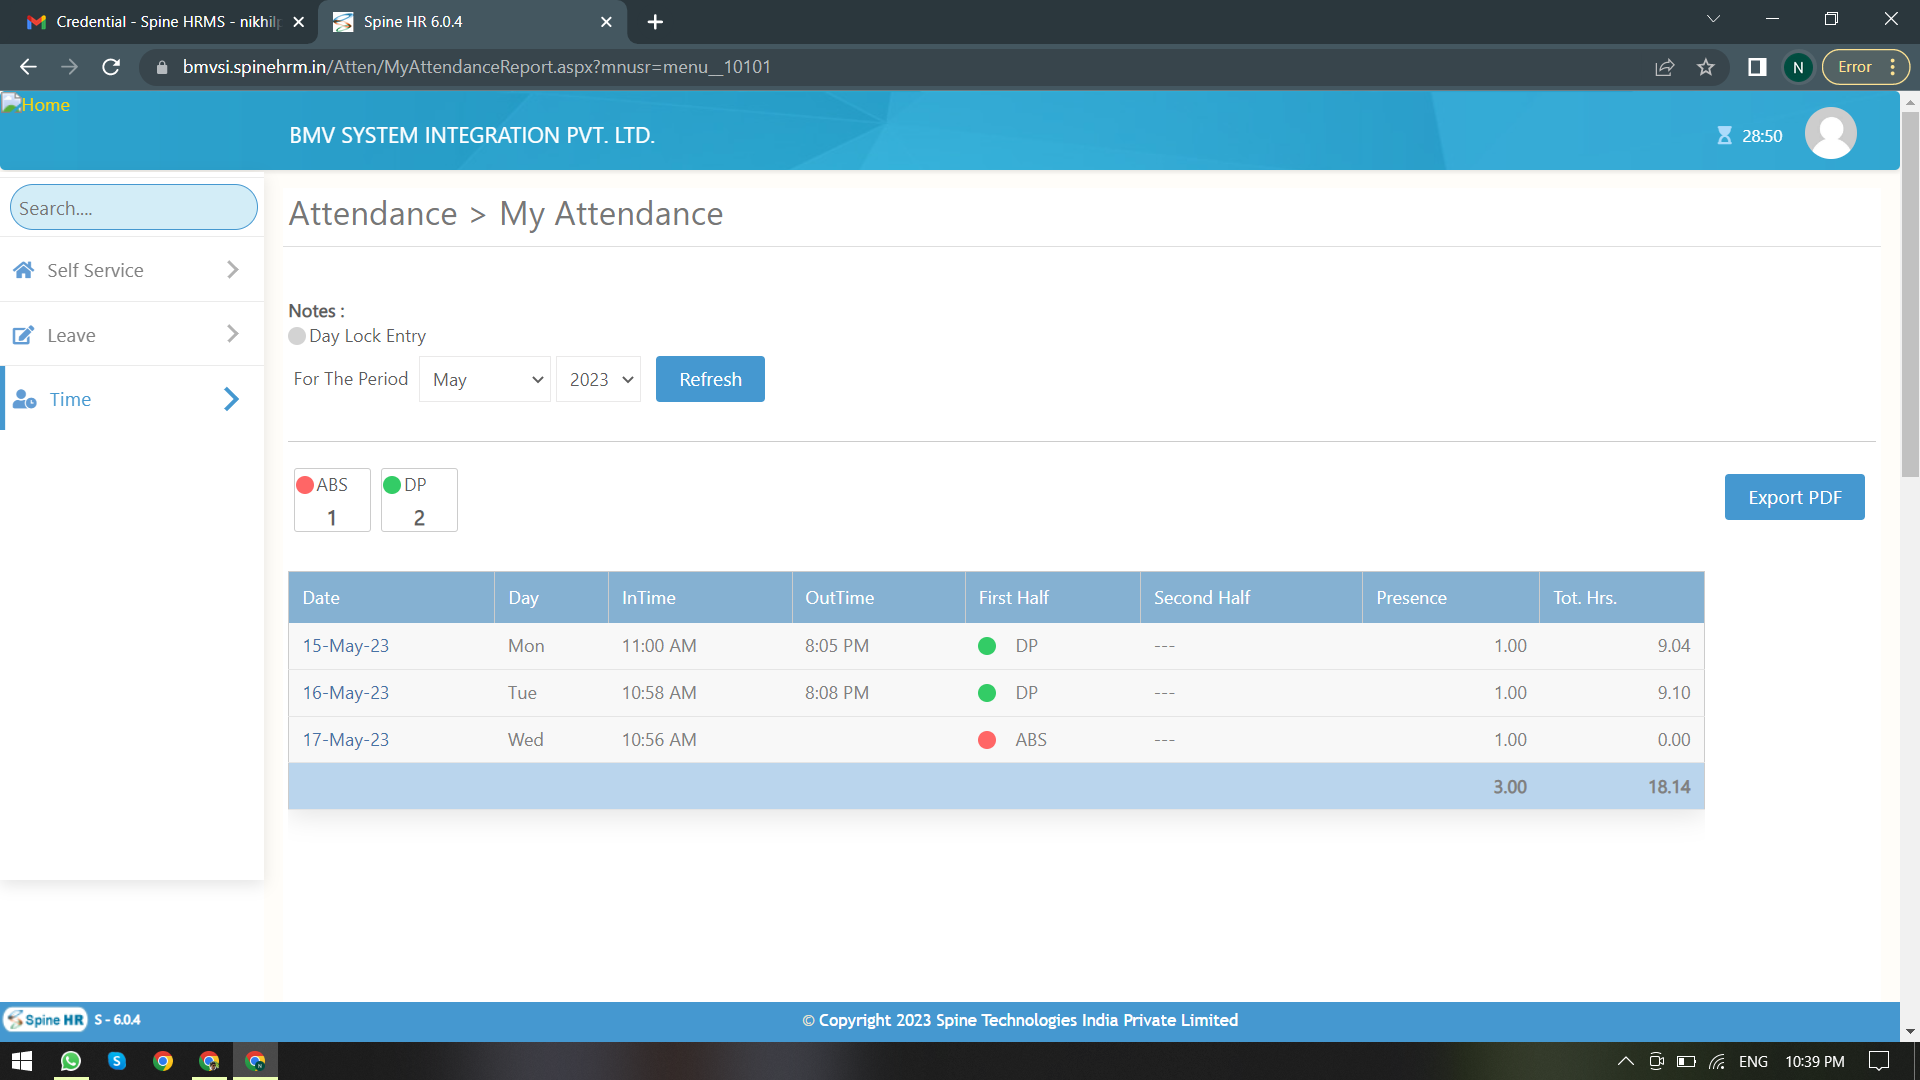 Credential - Spine HRMS - nikhilp
Spine HR 6.0.4
bmvsi.spinehrm.in/Atten/MyAttendanceReport.aspx?mnusr=menu__10101
N
Error
Home
BMV SYSTEM INTEGRATION PVT. LTD.
28:50
Search....
Attendance > My Attendance
Self Service
Leave
Time
Notes :
Day Lock Entry
For The Period May 2023 Refresh
ABS
1
DP
2
Export PDF
Date Day InTime OutTime First Half Second Half Presence Tot. Hrs.
15-May-23 Mon 11:00 AM 8:05 PM DP --- 1.00 9.04
16-May-23 Tue 10:58 AM 8:08 PM DP --- 1.00 9.10
17-May-23 Wed 10:56 AM ABS --- 1.00 0.00
3.00 18.14
Spine HR S - 6.0.4
© Copyright 2023 Spine Technologies India Private Limited
ENG 10:39 PM